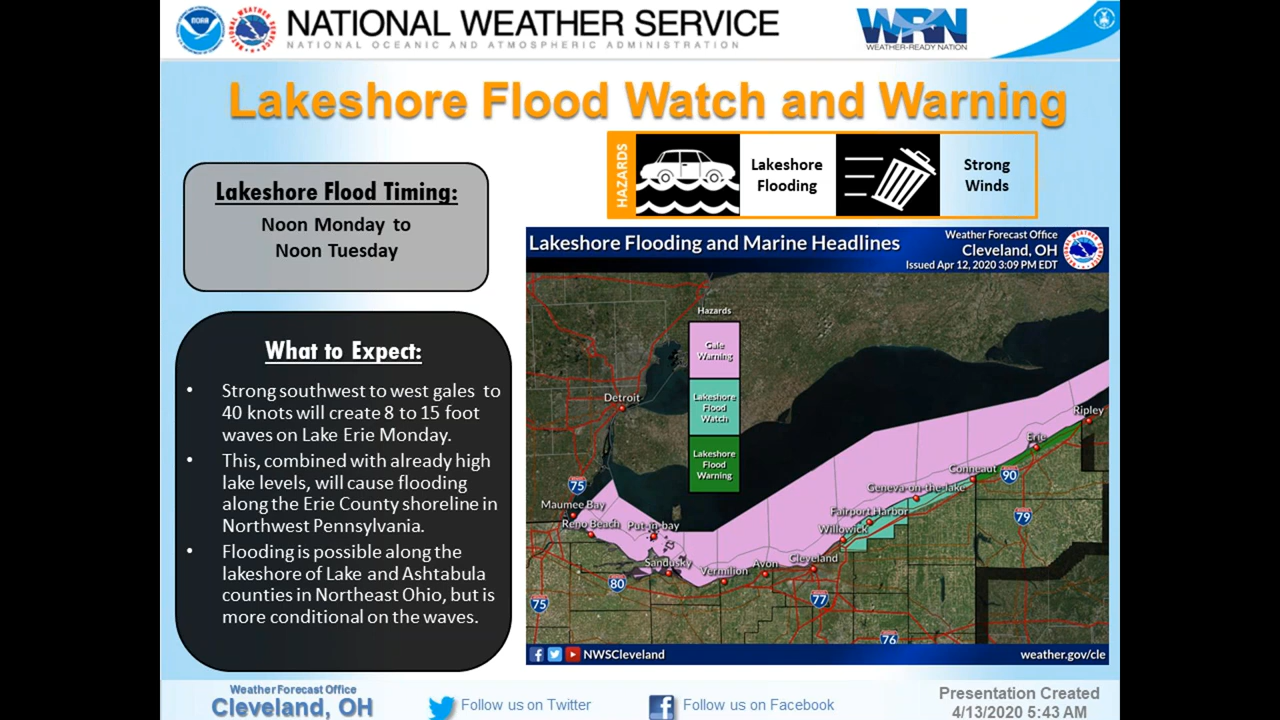 NOAA
NATIONAL WEATHER SERVICE
NATIONAL OCEANIC AND ATMOSPHERIC ADMINISTRATION
WRN
WEATHER-READY NATION
Lakeshore Flood Watch and Warning
HAZARDS
Lakeshore
Flooding
Strong
Winds
Lakeshore Flood Timing:
Noon Monday to
Noon Tuesday
What to Expect:
• Strong southwest to west gales to
40 knots will create 8 to 15 foot
waves on Lake Erie Monday.
• This, combined with already high
lake levels, will cause flooding
along the Erie County shoreline in
Northwest Pennsylvania.
• Flooding is possible along the
lakeshore of Lake and Ashtabula
counties in Northeast Ohio, but is
more conditional on the waves.
Lakeshore Flooding and Marine Headlines
Weather Forecast Office
Cleveland, OH
Issued Apr 12, 2020 3:09 PM EDT
Hazards
Gale
Warning
Lakeshore
Flood
Watch
Lakeshore
Flood
Warning
Detroit
Ripley
Erie
Conneaut
90
Geneva-on-the-lake
75
Maumee Bay
Fairport Harbor
79
Reno Beach
Put-in-bay
Willowick
Cleveland
Sandusky
Vermilion
Avon
80
75
77
76
NWSCleveland
weather.gov/cle
Weather Forecast Office
Cleveland, OH
Follow us on Twitter
Follow us on Facebook
Presentation Created
4/13/2020 5:43 AM